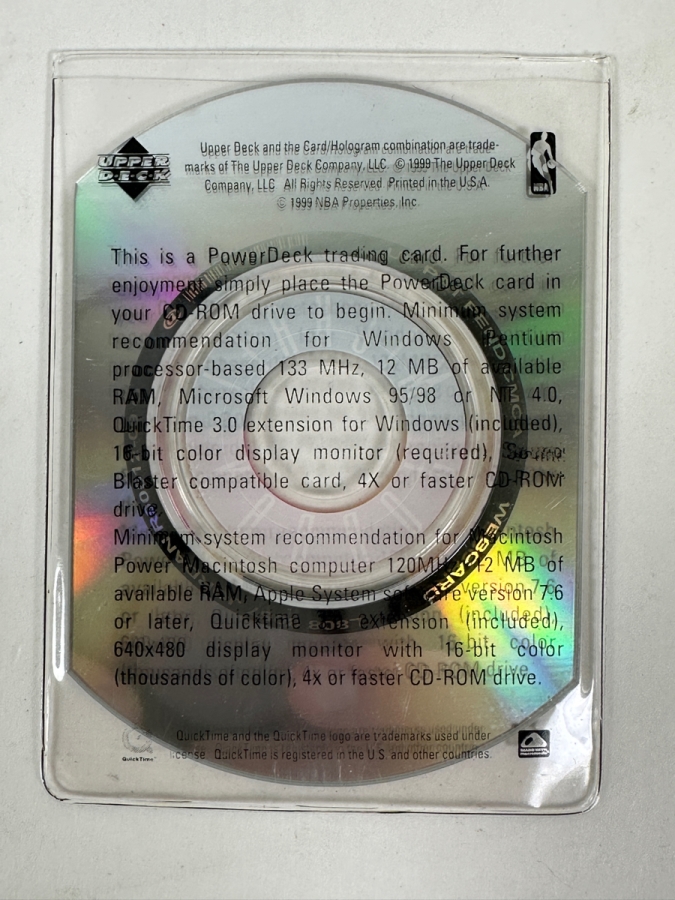 UPPER
DECK
Upper Deck and the Card/Hologram combination are trade-
marks of The Upper Deck Company, LLC. © 1999 The Upper Deck
Company, LLC. All Rights Reserved. Printed in the U.S.A.
© 1999 NBA Properties, Inc.
NBA
This is a PowerDeck trading card. For further
enjoyment simply place the PowerDeck card in
your CD-ROM drive to begin. Minimum system
recommendation for Windows Pentium
processor-based 133 MHz, 12 MB of available
RAM, Microsoft Windows 95/98 or NT 4.0,
QuickTime 3.0 extension for Windows (included),
16-bit color display monitor (required), Sound
Blaster compatible card, 4X or faster CD-ROM
drive.
Minimum system recommendation for Macintosh
Power Macintosh computer 120MHz, 12 MB of
available RAM, Apple System software version 7.6
or later, Quicktime extension (included),
640x480 display monitor with 16-bit color
(thousands of color), 4x or faster CD-ROM drive.
WEBCARD
QuickTime and the QuickTime logo are trademarks used under
license. QuickTime is registered in the U.S. and other countries.
QuickTime